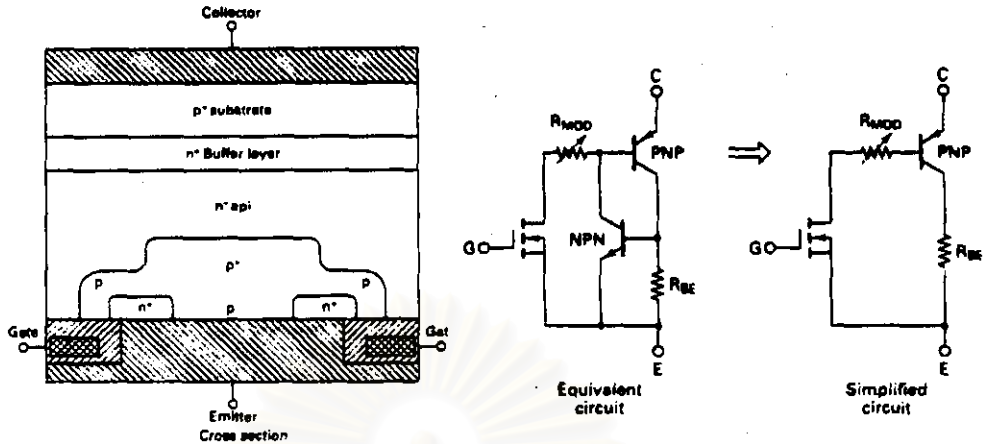 Collector
p⁺ substrate
n⁺ Buffer layer
n⁻ api
p⁺
p
p
n⁺
p
n⁺
Gate
Gat
Emitter
Cross section
C
R_MOD
PNP
NPN
G
R_BE
E
Equivalent
circuit
C
R_MOD
PNP
G
R_BE
E
Simplified
circuit